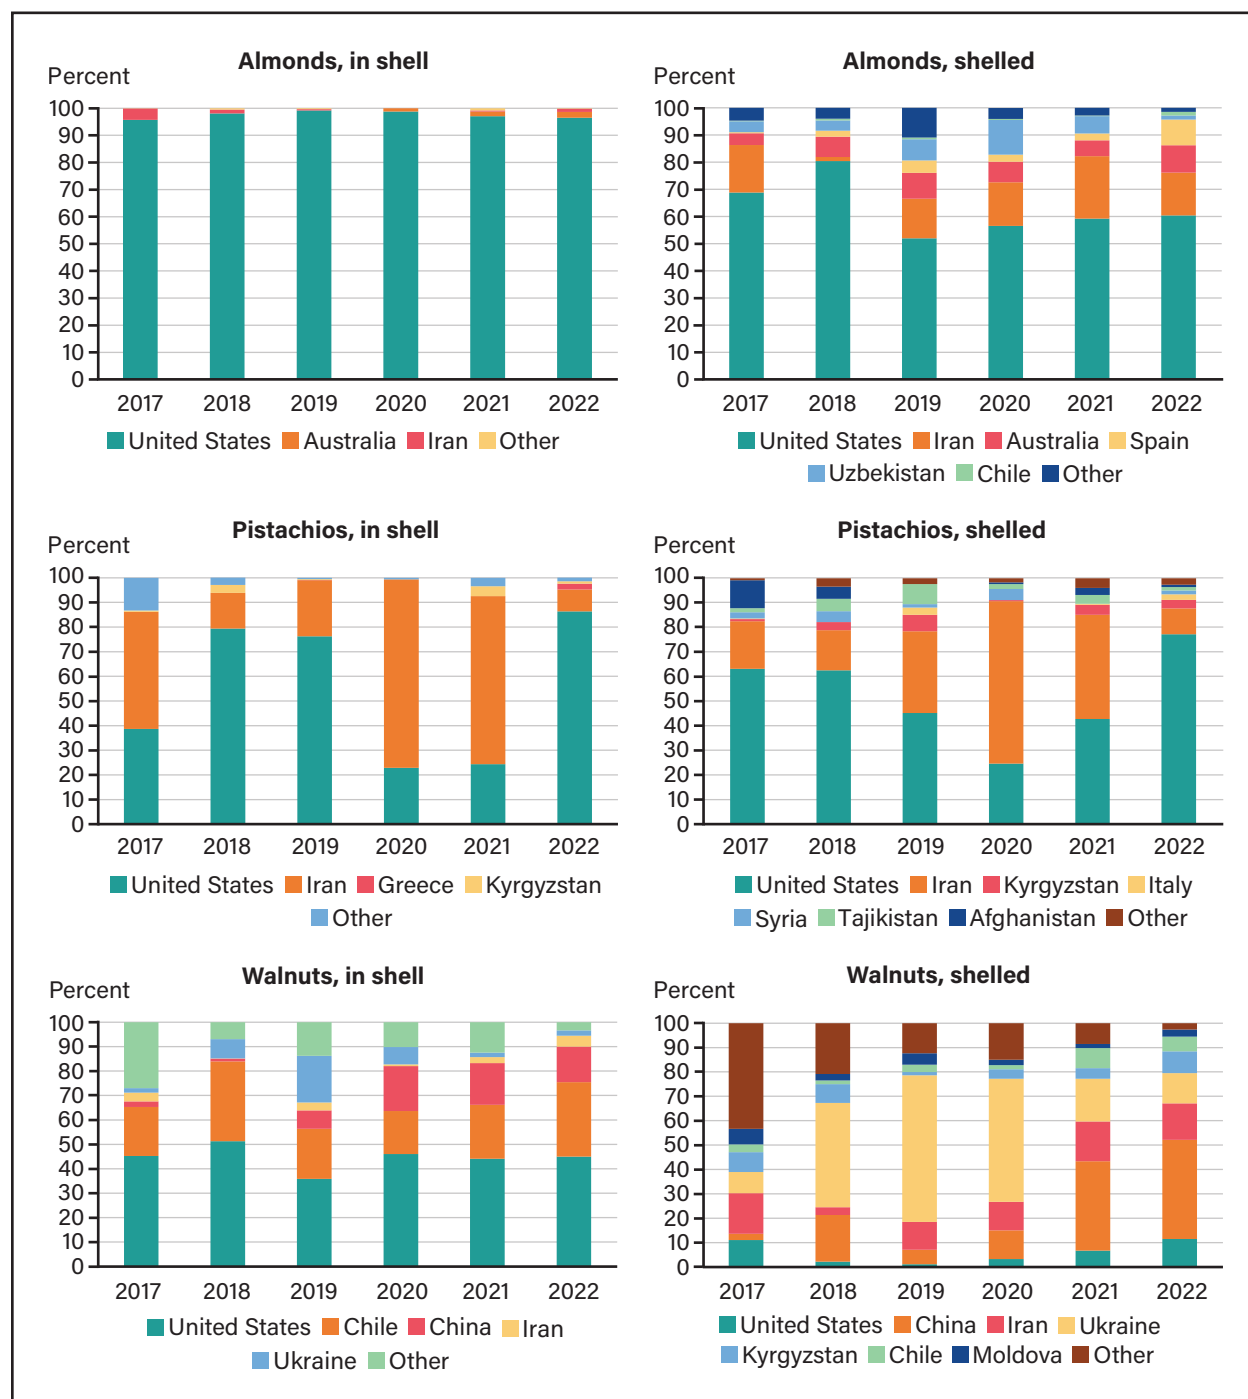 Almonds, in shell
Percent
100
90
80
70
60
50
40
30
20
10
0
2017 2018 2019 2020 2021 2022
United States Australia Iran Other
Almonds, shelled
Percent
100
90
80
70
60
50
40
30
20
10
0
2017 2018 2019 2020 2021 2022
United States Iran Australia Spain
Uzbekistan Chile Other
Pistachios, in shell
Percent
100
90
80
70
60
50
40
30
20
10
0
2017 2018 2019 2020 2021 2022
United States Iran Greece Kyrgyzstan
Other
Pistachios, shelled
Percent
100
90
80
70
60
50
40
30
20
10
0
2017 2018 2019 2020 2021 2022
United States Iran Kyrgyzstan Italy
Syria Tajikistan Afghanistan Other
Walnuts, in shell
Percent
100
90
80
70
60
50
40
30
20
10
0
2017 2018 2019 2020 2021 2022
United States Chile China Iran
Ukraine Other
Walnuts, shelled
Percent
100
90
80
70
60
50
40
30
20
10
0
2017 2018 2019 2020 2021 2022
United States China Iran Ukraine
Kyrgyzstan Chile Moldova Other